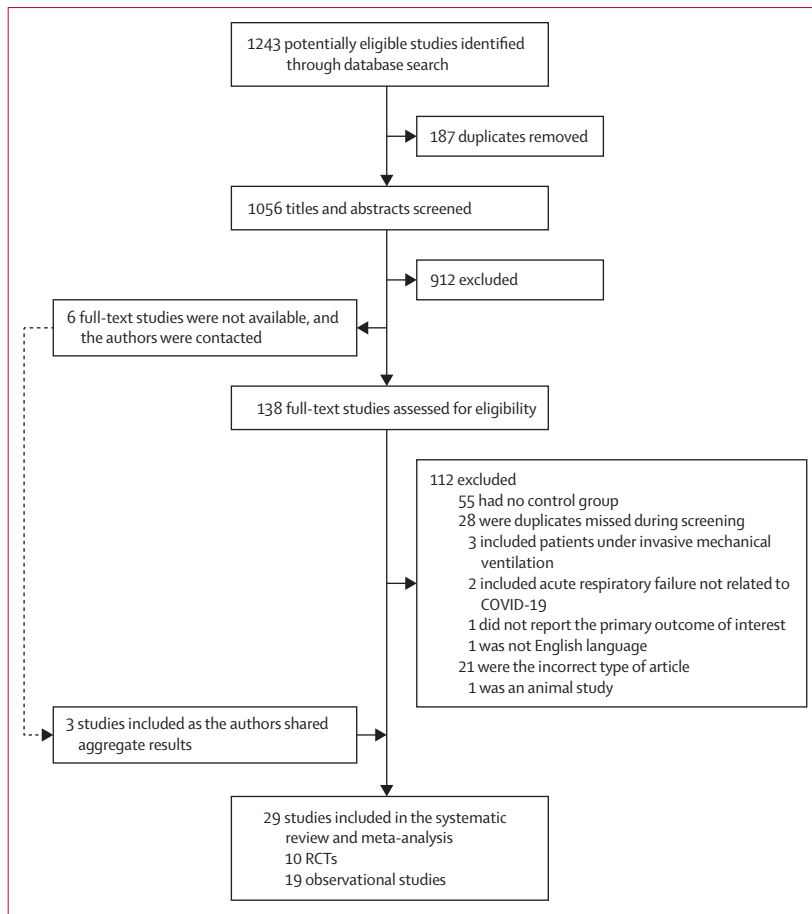 1243 potentially eligible studies identified
through database search
187 duplicates removed
1056 titles and abstracts screened
912 excluded
6 full-text studies were not available, and
the authors were contacted
138 full-text studies assessed for eligibility
112 excluded
55 had no control group
28 were duplicates missed during screening
3 included patients under invasive mechanical
ventilation
2 included acute respiratory failure not related to
COVID-19
1 did not report the primary outcome of interest
1 was not English language
21 were the incorrect type of article
1 was an animal study
3 studies included as the authors shared
aggregate results
29 studies included in the systematic
review and meta-analysis
10 RCTs
19 observational studies